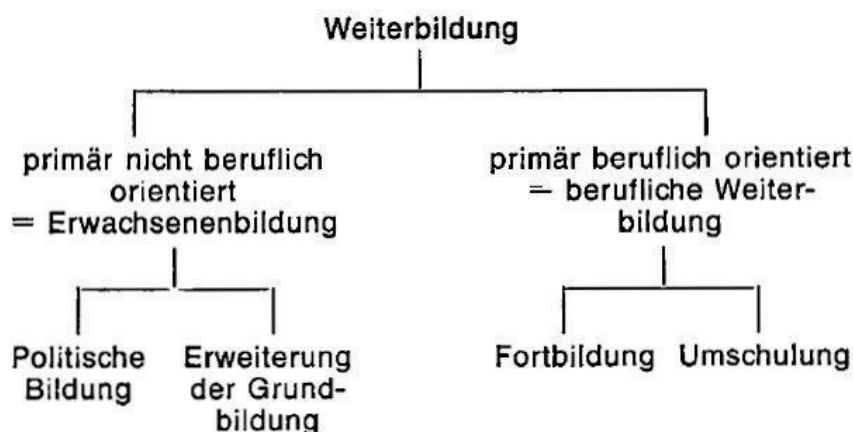 Weiterbildung
primär nicht beruflich
orientiert
= Erwachsenenbildung
primär beruflich orientiert
= berufliche Weiter-
bildung
Politische
Bildung
Erweiterung
der Grund-
bildung
Fortbildung
Umschulung